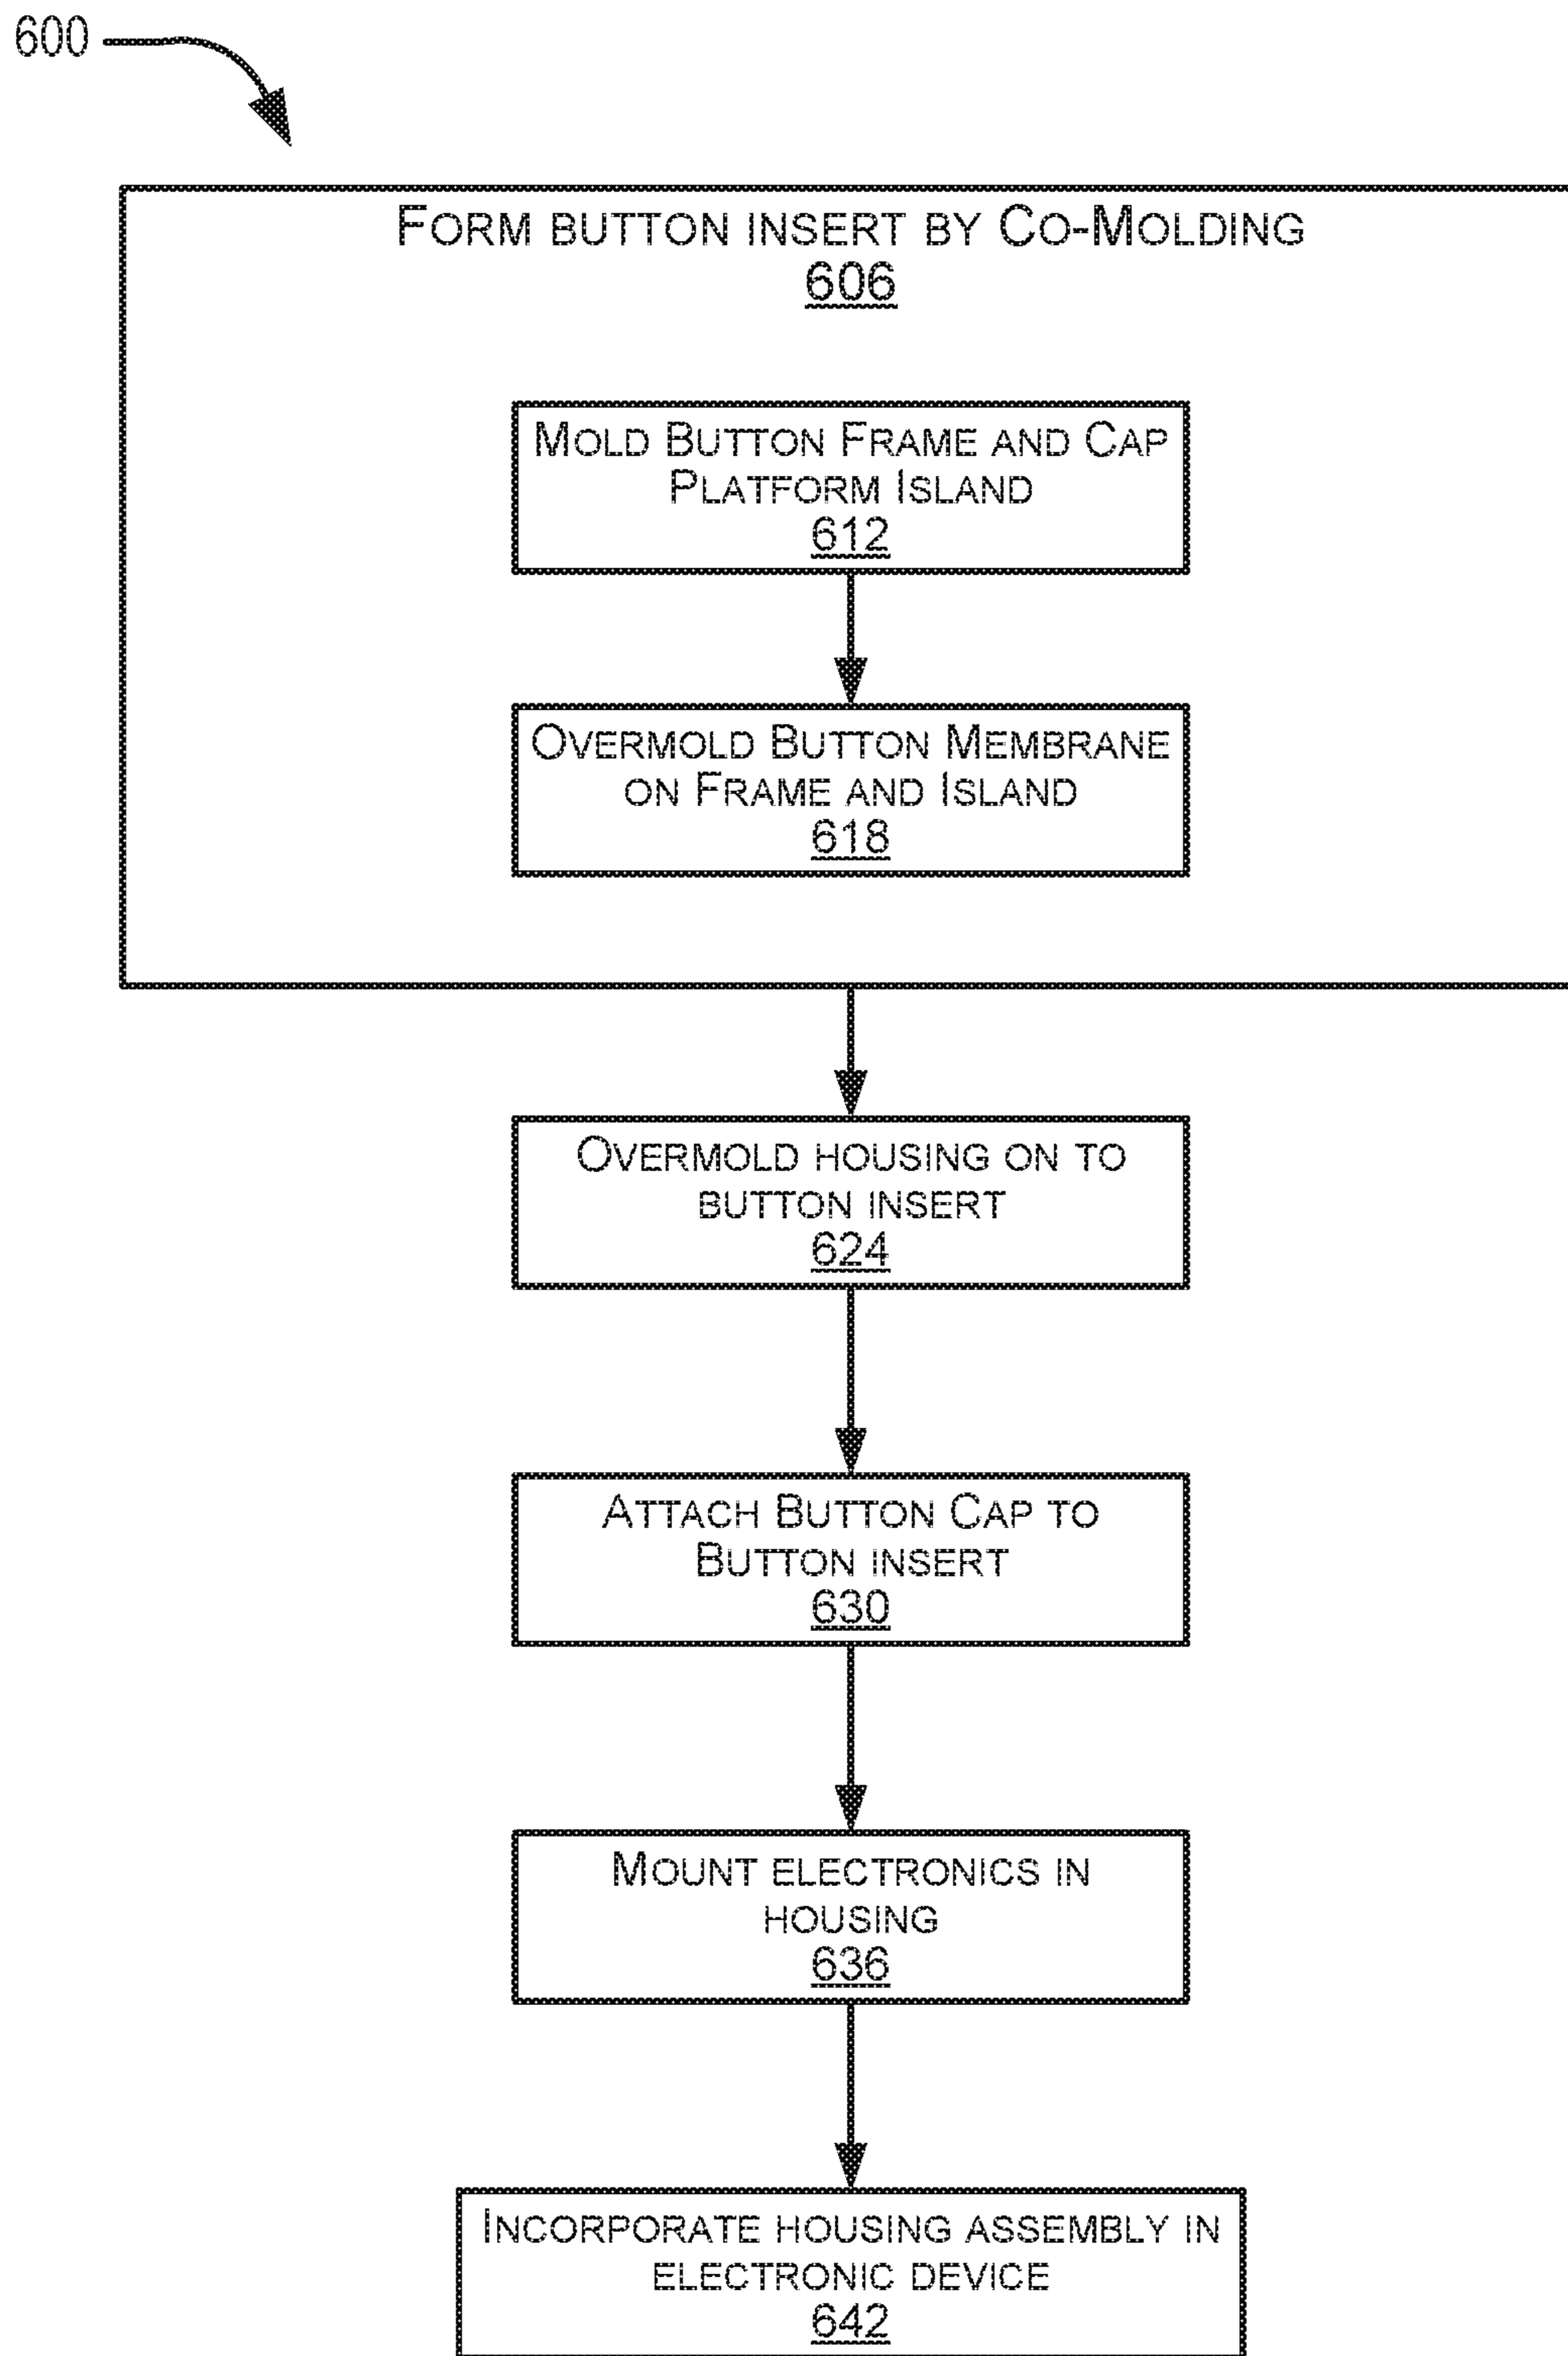 600
FORM BUTTON INSERT BY CO-MOLDING
606
MOLD BUTTON FRAME AND CAP
PLATFORM ISLAND
612
OVERMOLD BUTTON MEMBRANE
ON FRAME AND ISLAND
618
OVERMOLD HOUSING ON TO
BUTTON INSERT
624
ATTACH BUTTON CAP TO
BUTTON INSERT
630
MOUNT ELECTRONICS IN
HOUSING
636
INCORPORATE HOUSING ASSEMBLY IN
ELECTRONIC DEVICE
642